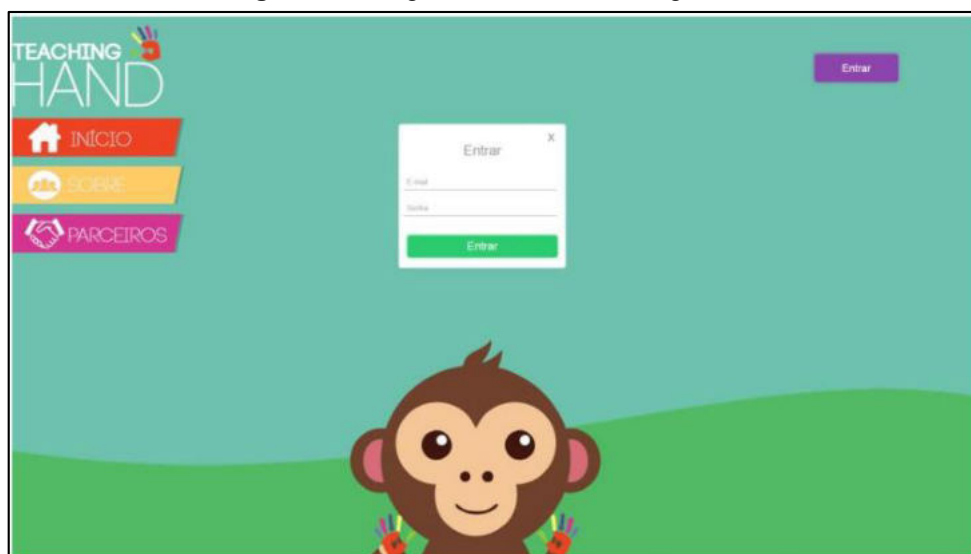 TEACHING
HAND
Entrar
INÍCIO
SOBRE
PARCEIROS
X
Entrar
E-mail
Senha
Entrar